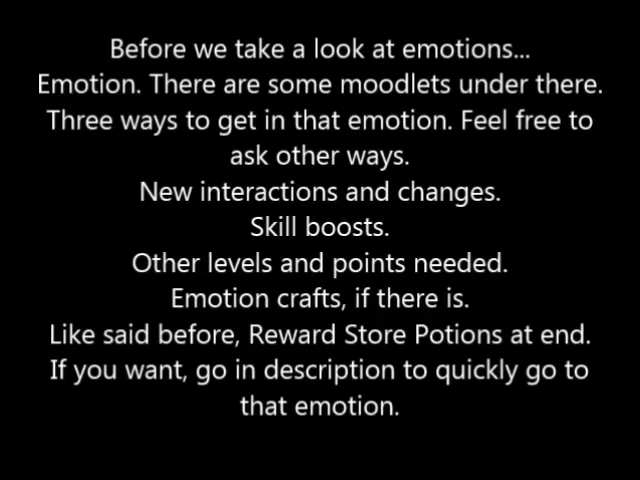 Before we take a look at emotions...
Emotion. There are some moodlets under there.
Three ways to get in that emotion. Feel free to
ask other ways.
New interactions and changes.
Skill boosts.
Other levels and points needed.
Emotion crafts, if there is.
Like said before, Reward Store Potions at end.
If you want, go in description to quickly go to
that emotion.